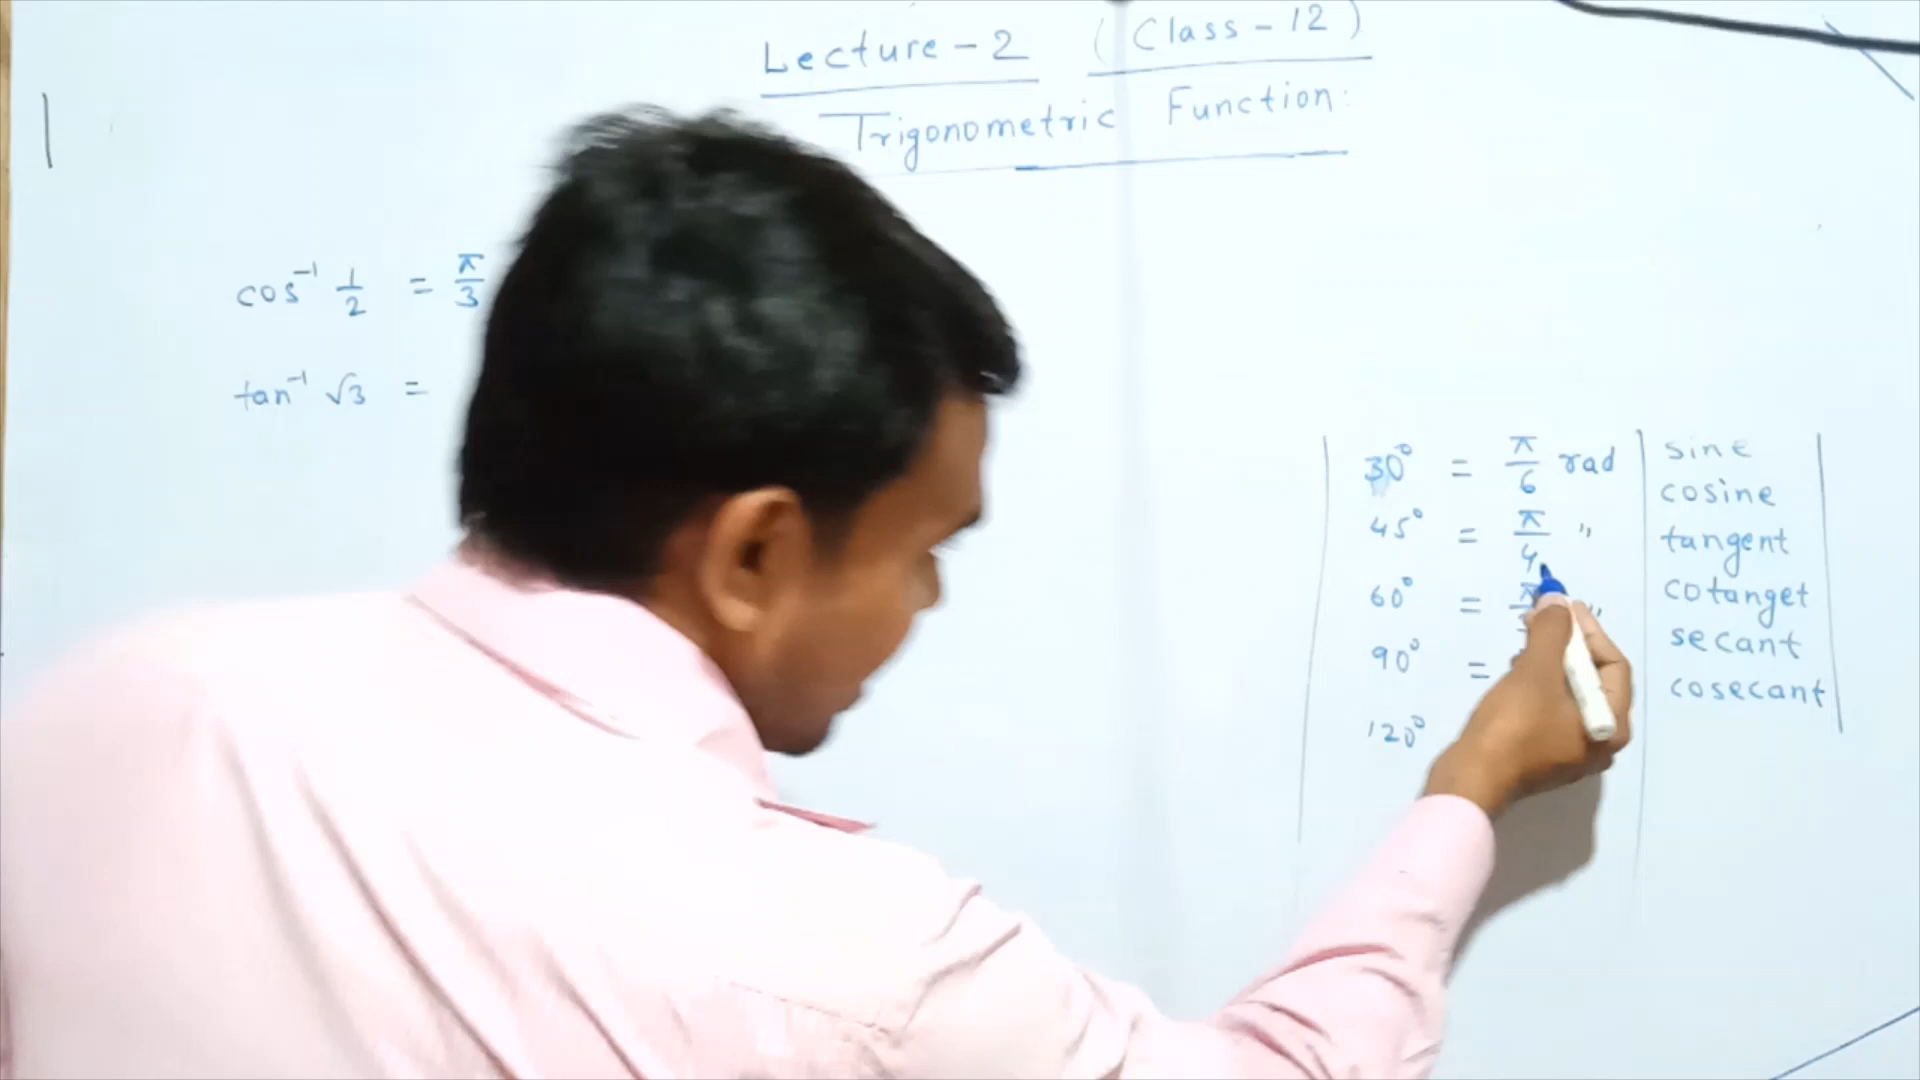 Lecture - 2 (Class - 12)
Trigonometric Function:
cos⁻¹ 1/2 = π/3
tan⁻¹ √3 =
30° = π/6 rad
45° = π/4 "
60° = π "
90° =
120°
sine
cosine
tangent
cotanget
secant
cosecant